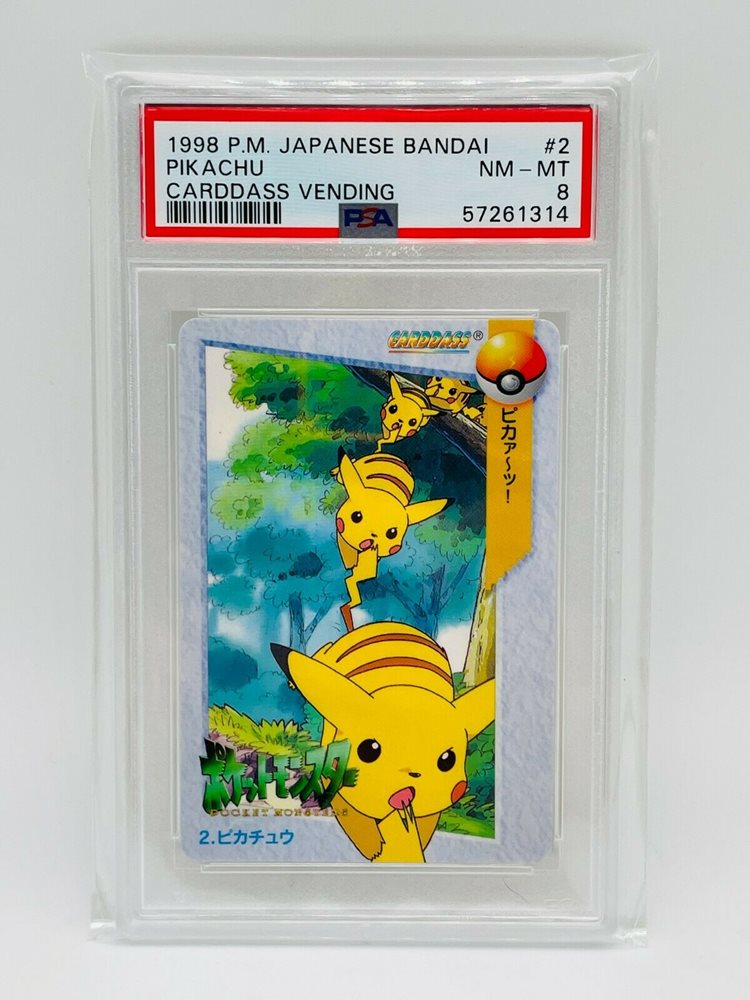 1998 P.M. JAPANESE BANDAI #2
PIKACHU NM - MT
CARDDASS VENDING 8
PSA 57261314
CARDDASS®
ピカァ〜ッ!
ポケットモンスター
POCKET MONSTERS
2.ピカチュウ